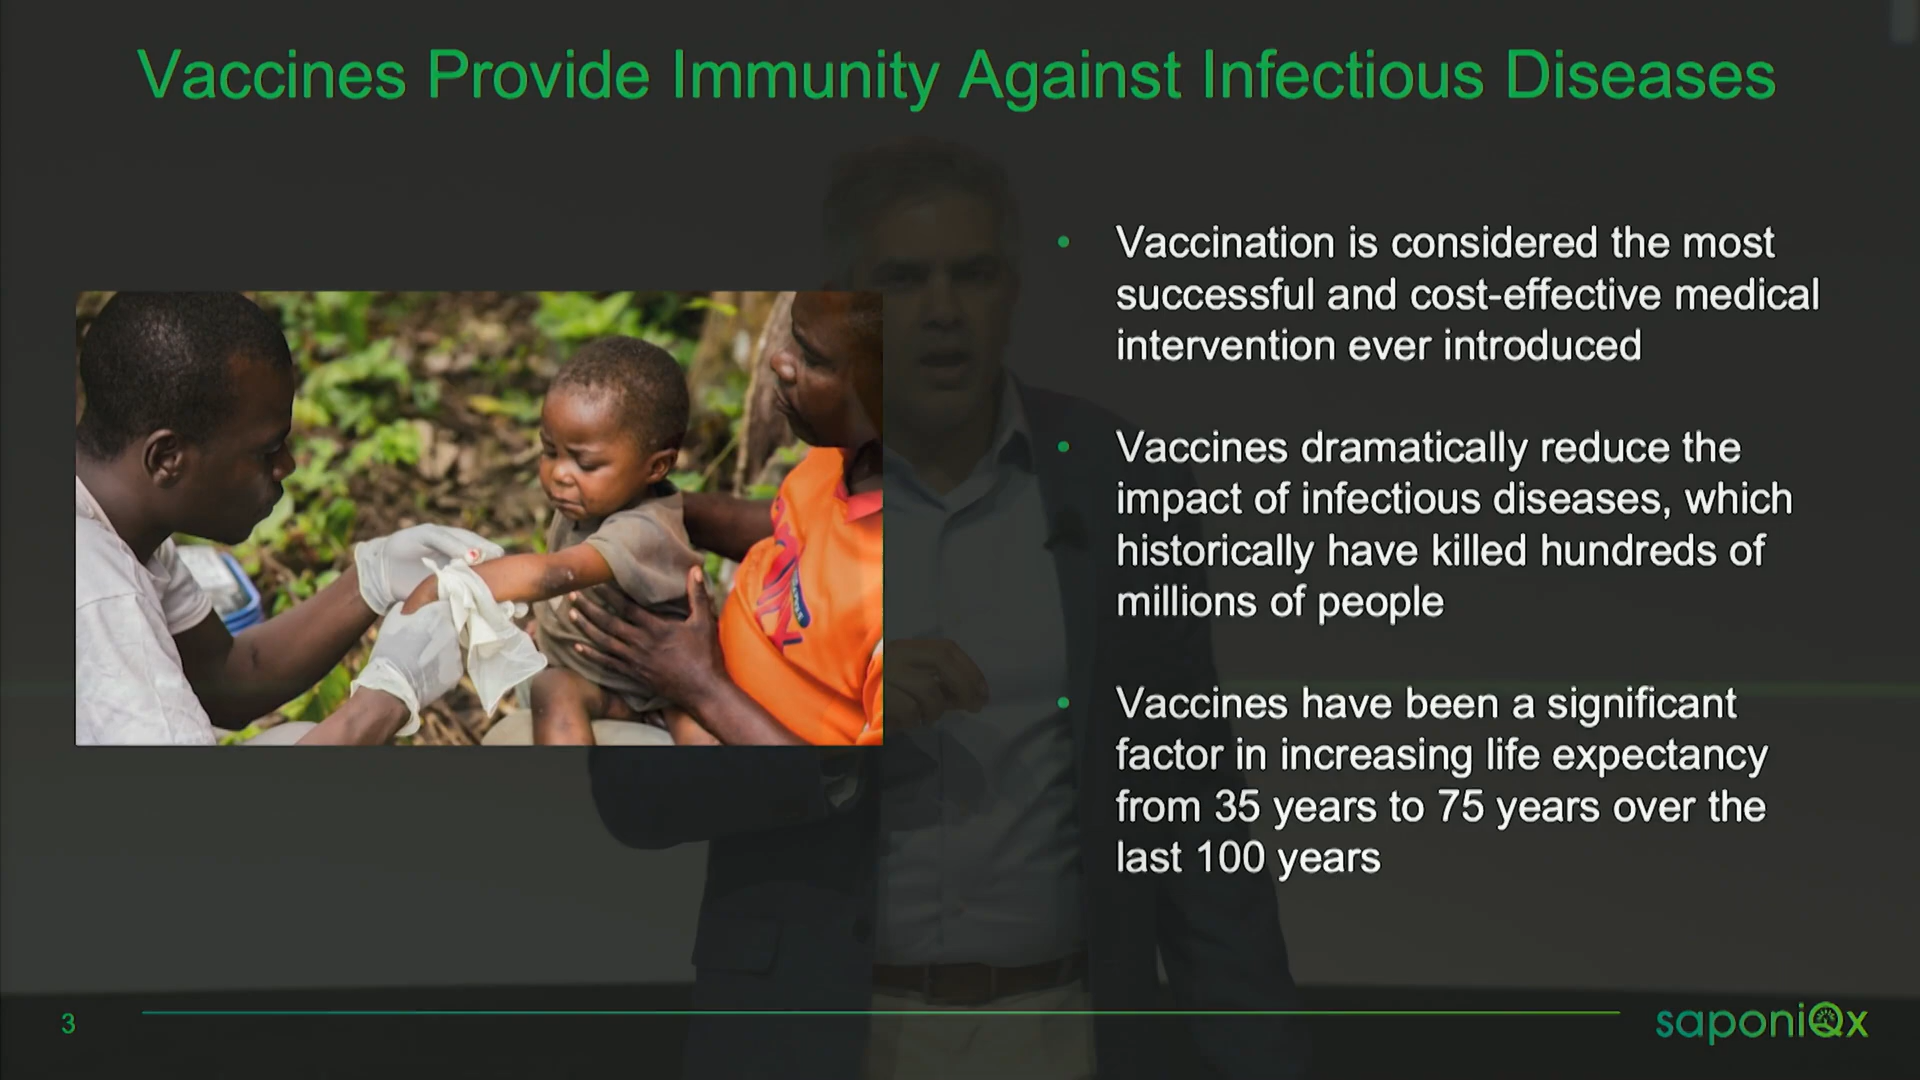 Vaccines Provide Immunity Against Infectious Diseases
• Vaccination is considered the most
successful and cost-effective medical
intervention ever introduced
• Vaccines dramatically reduce the
impact of infectious diseases, which
historically have killed hundreds of
millions of people
• Vaccines have been a significant
factor in increasing life expectancy
from 35 years to 75 years over the
last 100 years
3
saponiQx